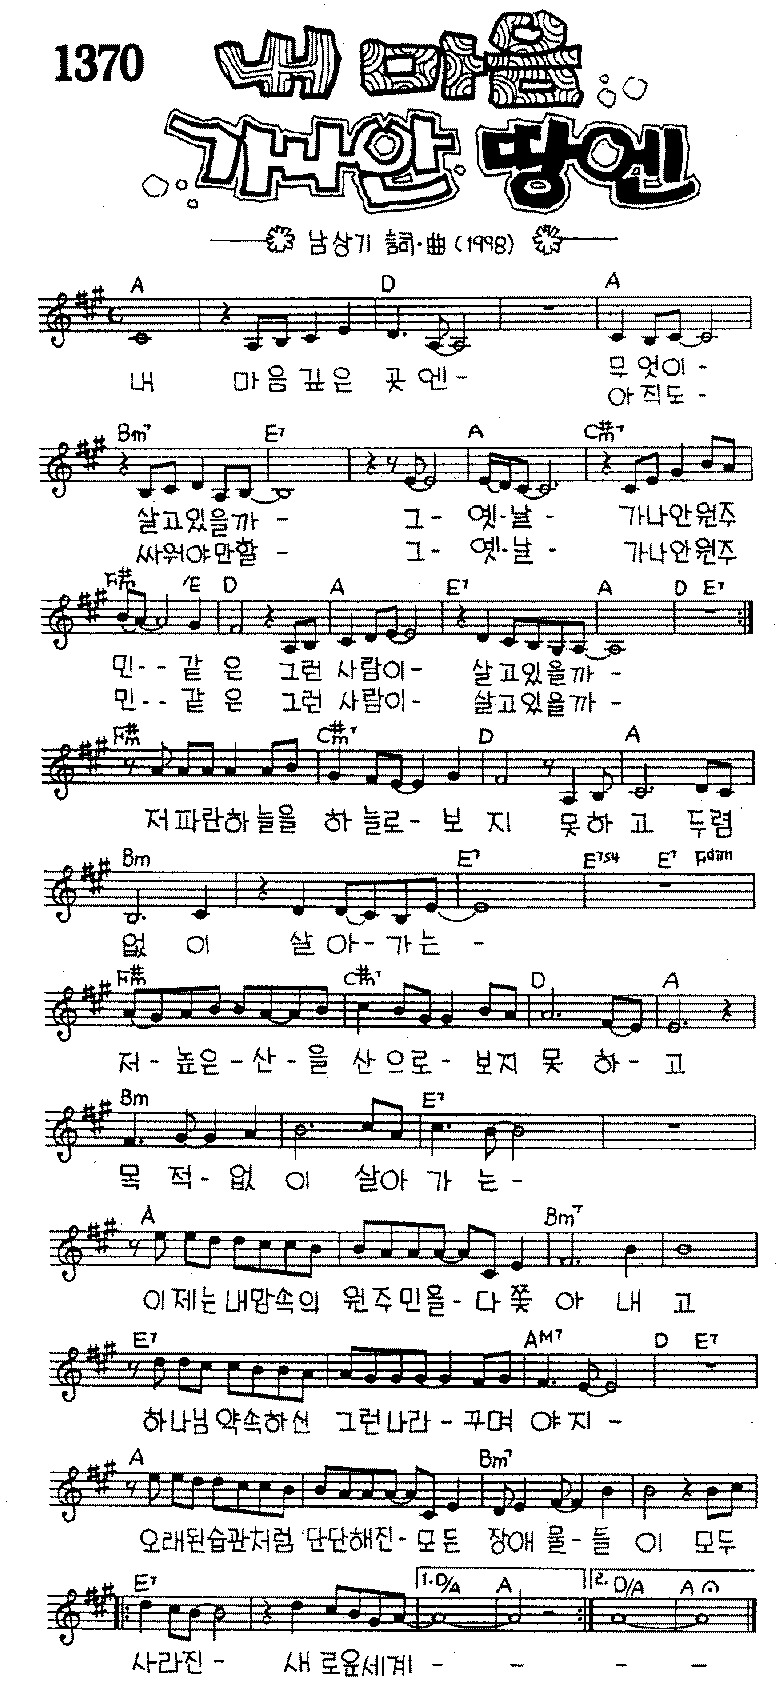 1370
내 마음
가나안 땅엔
남상기 詞·曲 (1998)
A D A
내 마음 깊은 곳엔-
무엇이-
아직도-
Bm7 E7 A C#m7
살고있을까 - 그- 옛·날 - 가나안원주
싸워야만할 - 그- 옛·날 - 가나안원주
F#m /E D A E7 A D E7
민-- 같은 그런 사람이- 살고있을까 -
민-- 같은 그런 사람이- 살고있을까 -
F#m C#m7 D A
저파란하늘을 하늘로- 보지 못하고 두렴
Bm E7 E7S4 E7 Fdim
없이 살아-가는 -
F#m C#m7 D A
저-높은-산-을 산으로- 보지 못 하- 고
Bm E7
목적-없이 살아가는-
A Bm7
이제는내맘속의 원주민을-다쫓아내고
E7 AM7 D E7
하나님약속하신 그런나라-꾸며야지-
A Bm7
오래된습관처럼 단단해진-모든 장애물-들이 모두
E7 1. D/A A 2. D/A A
사라진- 새로운세계 - - - -